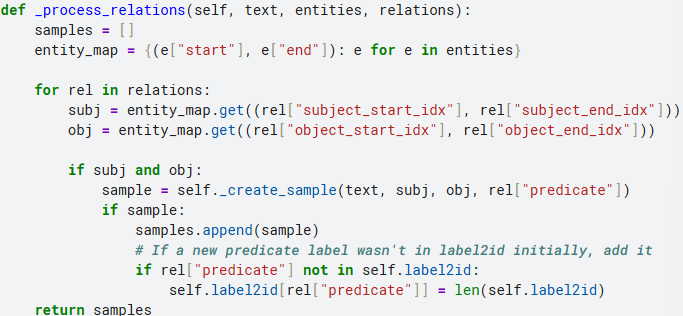 def _process_relations(self, text, entities, relations):
    samples = []
    entity_map = {(e["start"], e["end"]): e for e in entities}

    for rel in relations:
        subj = entity_map.get((rel["subject_start_idx"], rel["subject_end_idx"]))
        obj = entity_map.get((rel["object_start_idx"], rel["object_end_idx"]))

        if subj and obj:
            sample = self._create_sample(text, subj, obj, rel["predicate"])
            if sample:
                samples.append(sample)
                # If a new predicate label wasn't in label2id initially, add it
                if rel["predicate"] not in self.label2id:
                    self.label2id[rel["predicate"]] = len(self.label2id)
    return samples